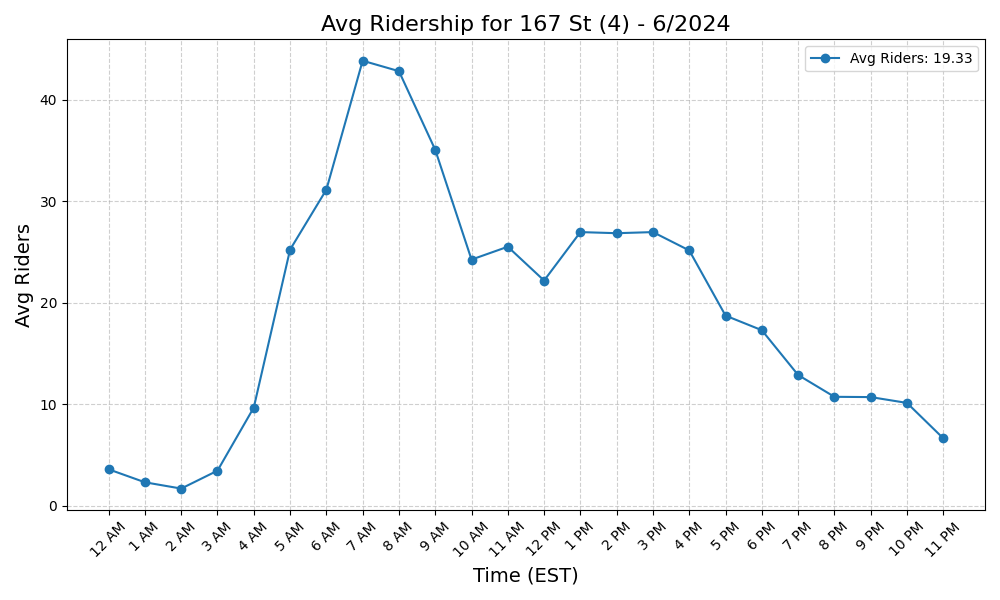 Avg Ridership for 167 St (4) - 6/2024
Avg Riders: 19.33
Avg Riders
40
30
20
10
0
12 AM
1 AM
2 AM
3 AM
4 AM
5 AM
6 AM
7 AM
8 AM
9 AM
10 AM
11 AM
12 PM
1 PM
2 PM
3 PM
4 PM
5 PM
6 PM
7 PM
8 PM
9 PM
10 PM
11 PM
Time (EST)